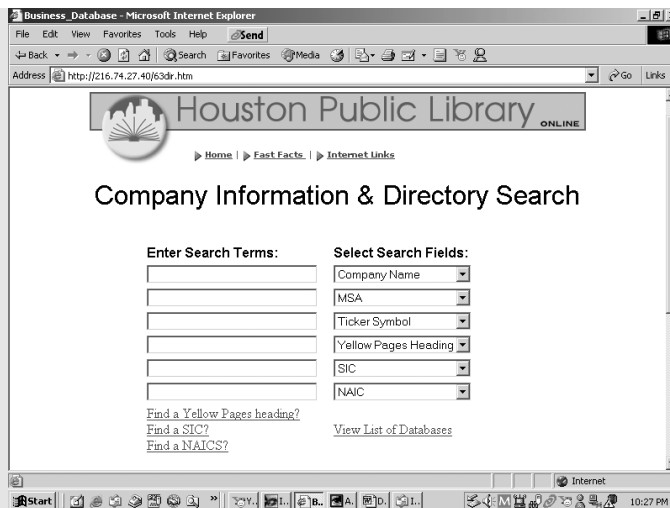 Business_Database - Microsoft Internet Explorer
File Edit View Favorites Tools Help Send
Back Search Favorites Media
Address http://216.74.27.40/63dir.htm Go Links
Houston Public Library ONLINE
Home | Fast Facts | Internet Links
Company Information & Directory Search
Enter Search Terms: Select Search Fields:
Company Name
MSA
Ticker Symbol
Yellow Pages Heading
SIC
NAIC
Find a Yellow Pages heading?
Find a SIC? View List of Databases
Find a NAICS?
Internet
Start » Y.. I.. B.. A. D. I.. 10:27 PM